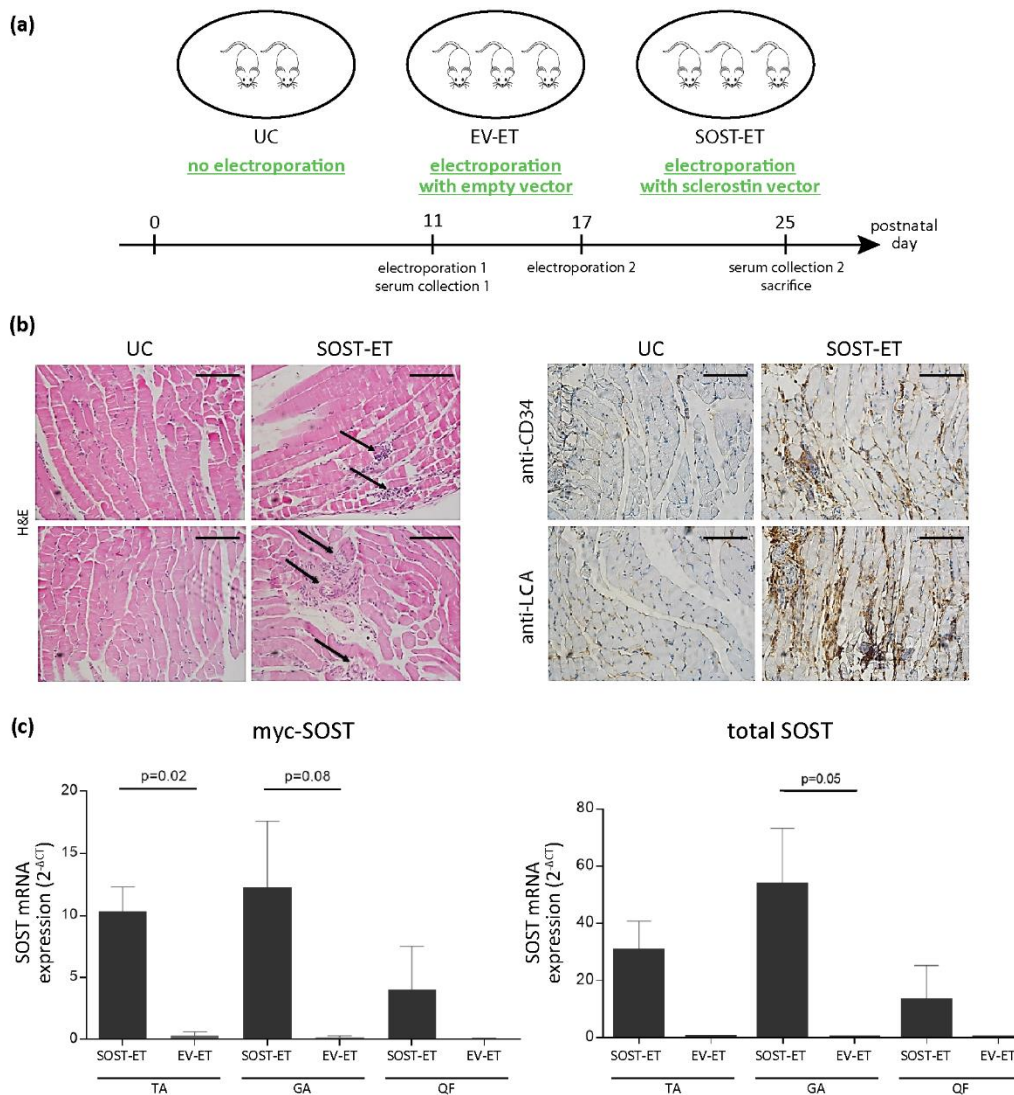 (a)
UC
EV-ET
SOST-ET
no electroporation
electroporation
with empty vector
electroporation
with sclerostin vector
0
11
17
25
postnatal
day
electroporation 1
serum collection 1
electroporation 2
serum collection 2
sacrifice
(b)
UC
SOST-ET
UC
SOST-ET
H&E
anti-CD34
anti-LCA
(c)
myc-SOST
total SOST
p=0.02
p=0.08
SOST mRNA
expression (2^-ΔCT)
20
15
10
5
0
SOST-ET
EV-ET
SOST-ET
EV-ET
SOST-ET
EV-ET
TA
GA
QF
p=0.05
SOST mRNA
expression (2^-ΔCT)
80
60
40
20
0
SOST-ET
EV-ET
SOST-ET
EV-ET
SOST-ET
EV-ET
TA
GA
QF